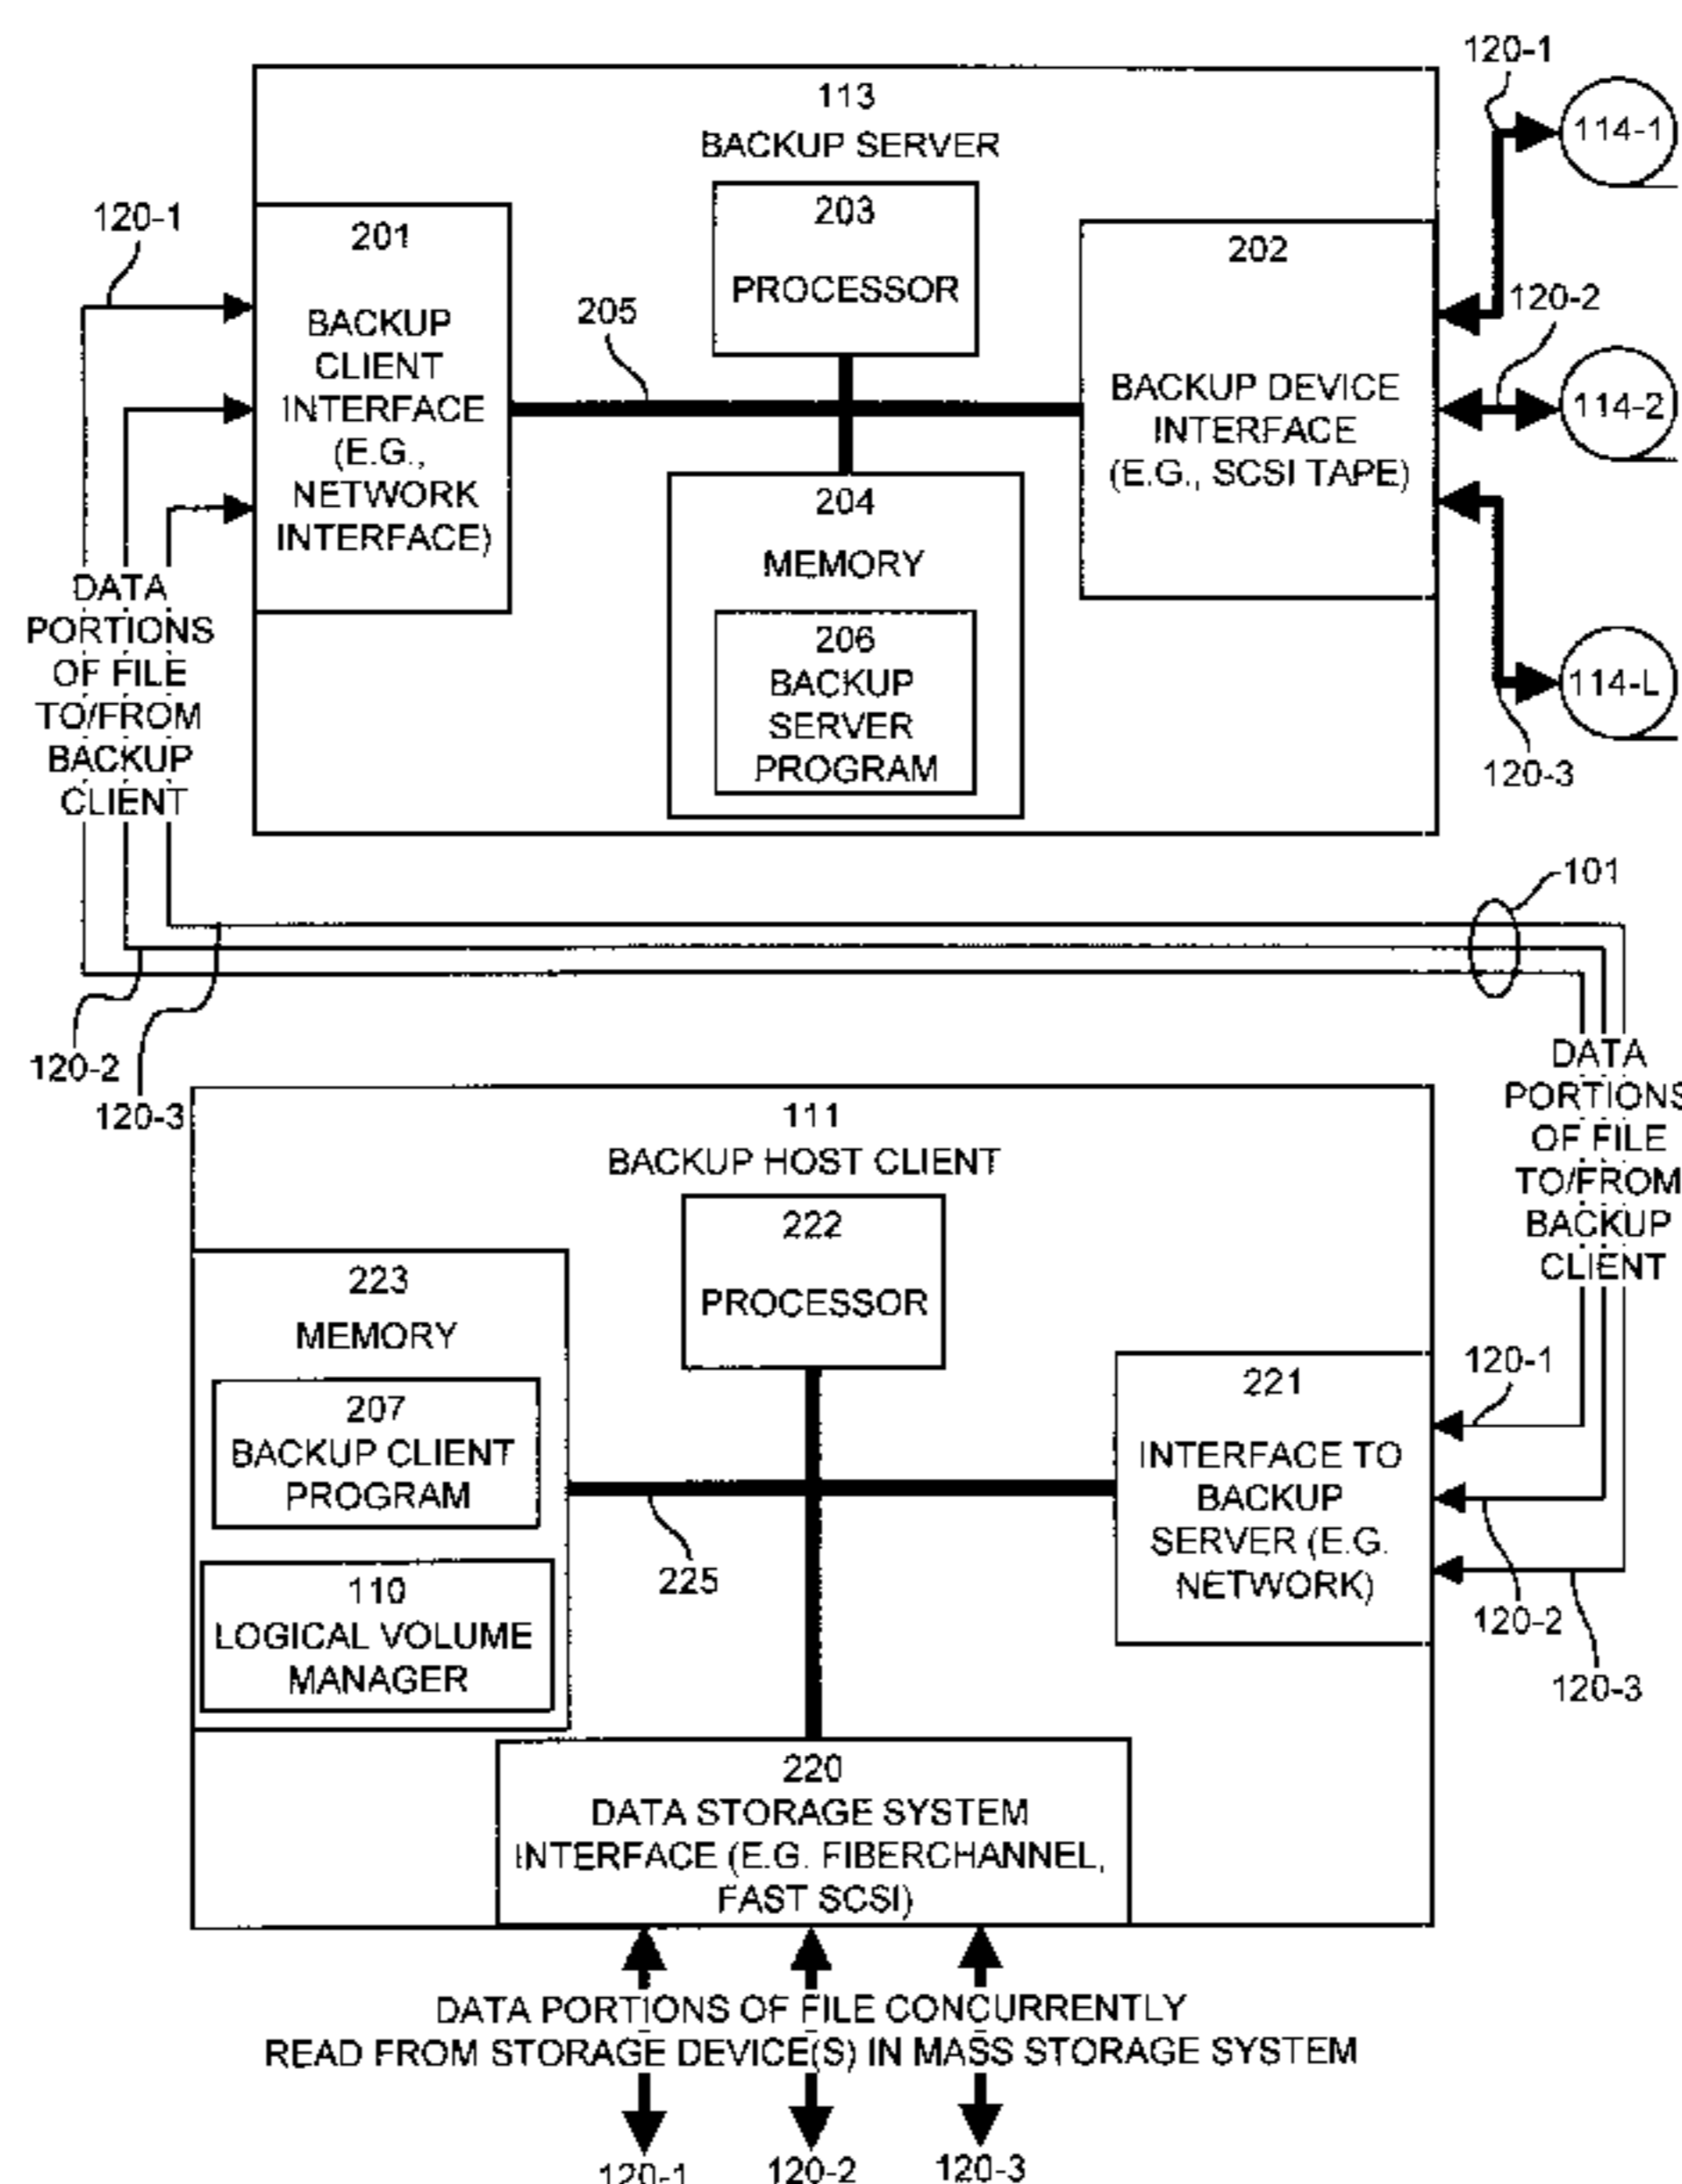 120-1
113
BACKUP SERVER
114-1
203
PROCESSOR
120-1
201
BACKUP
CLIENT
INTERFACE
(E.G.,
NETWORK
INTERFACE)
205
202
BACKUP DEVICE
INTERFACE
(E.G., SCSI TAPE)
120-2
114-2
204
MEMORY
206
BACKUP
SERVER
PROGRAM
114-L
120-3
DATA
PORTIONS
OF FILE
TO/FROM
BACKUP
CLIENT
101
120-2
120-3
DATA
PORTIONS
OF FILE
TO/FROM
BACKUP
CLIENT
111
BACKUP HOST CLIENT
222
PROCESSOR
223
MEMORY
207
BACKUP CLIENT
PROGRAM
110
LOGICAL VOLUME
MANAGER
225
221
INTERFACE TO
BACKUP
SERVER (E.G.
NETWORK)
120-1
120-2
120-3
220
DATA STORAGE SYSTEM
INTERFACE (E.G. FIBERCHANNEL,
FAST SCSI)
DATA PORTIONS OF FILE CONCURRENTLY
READ FROM STORAGE DEVICE(S) IN MASS STORAGE SYSTEM
120-1
120-2
120-3